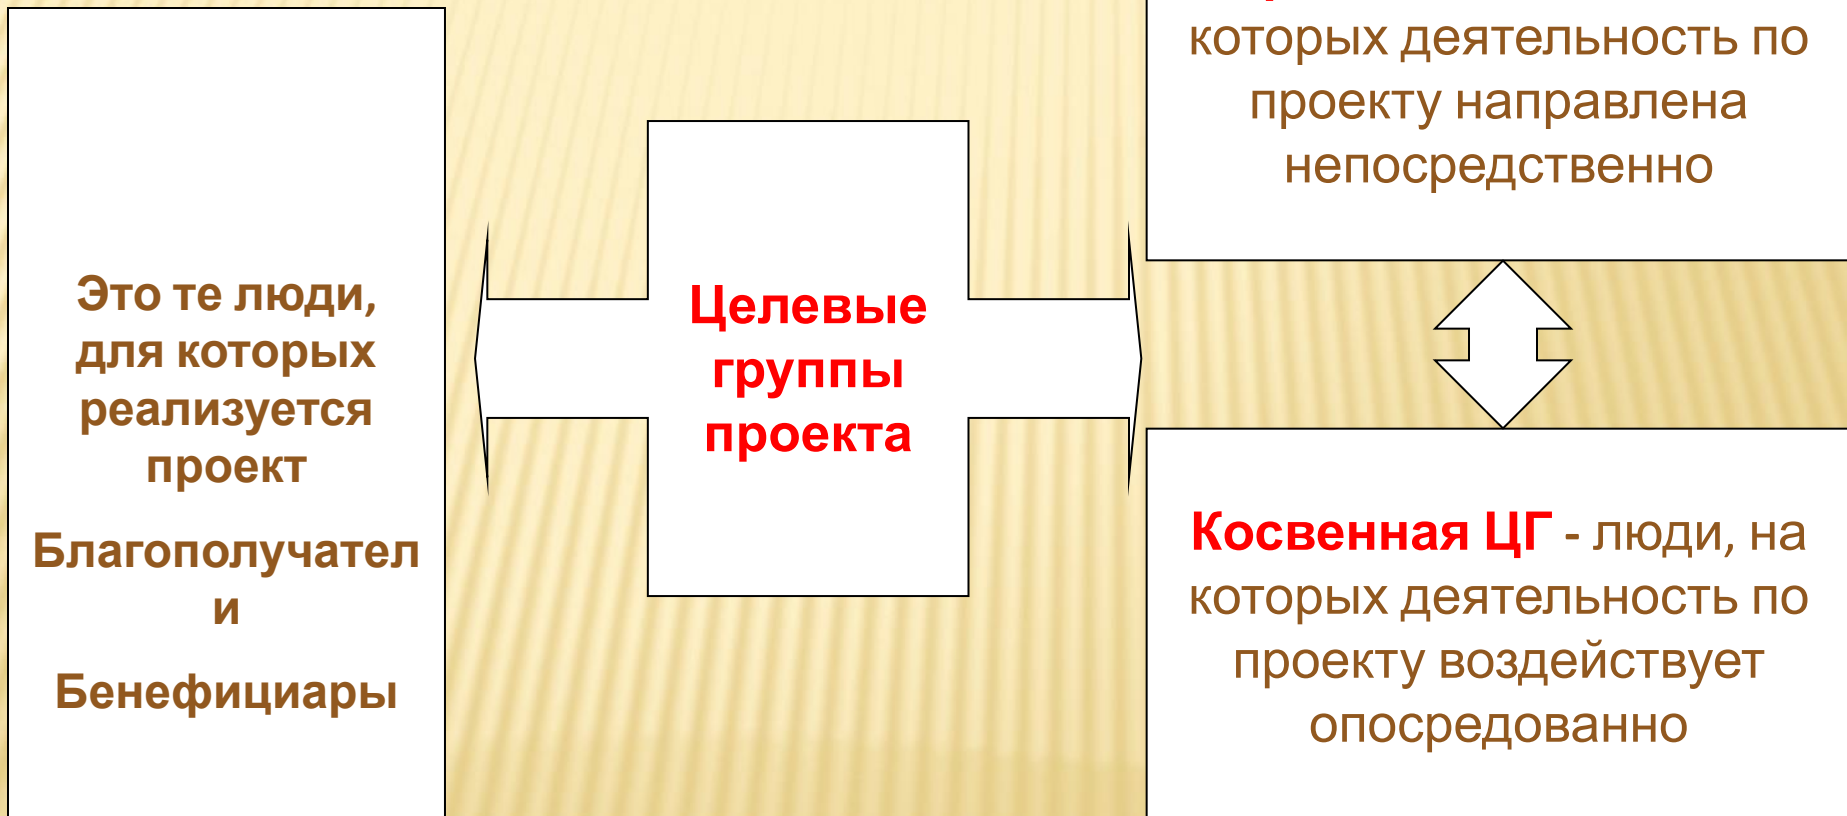 Это те люди,
для которых
реализуется
проект
Благополучател
и
Бенефициары
Целевые
группы
проекта
которых деятельность по
проекту направлена
непосредственно
Косвенная ЦГ - люди, на
которых деятельность по
проекту воздействует
опосредованно